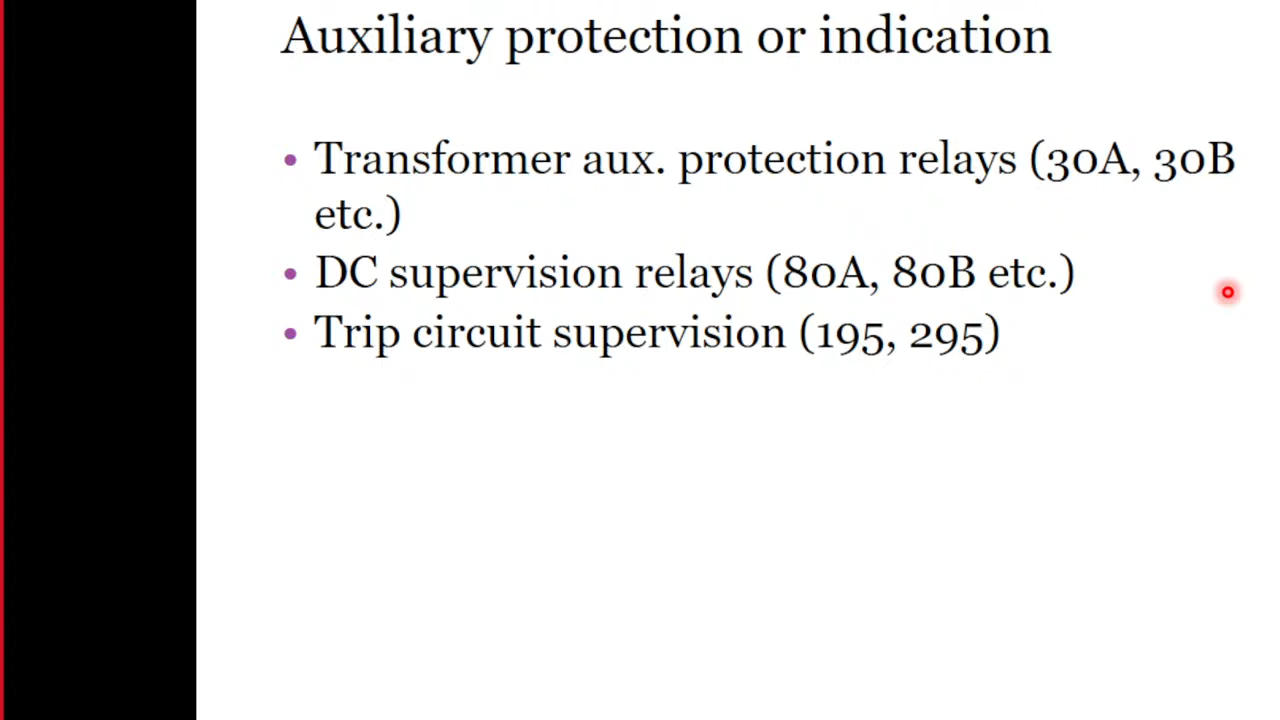 Auxiliary protection or indication
• Transformer aux. protection relays (30A, 30B
etc.)
• DC supervision relays (80A, 80B etc.)
• Trip circuit supervision (195, 295)